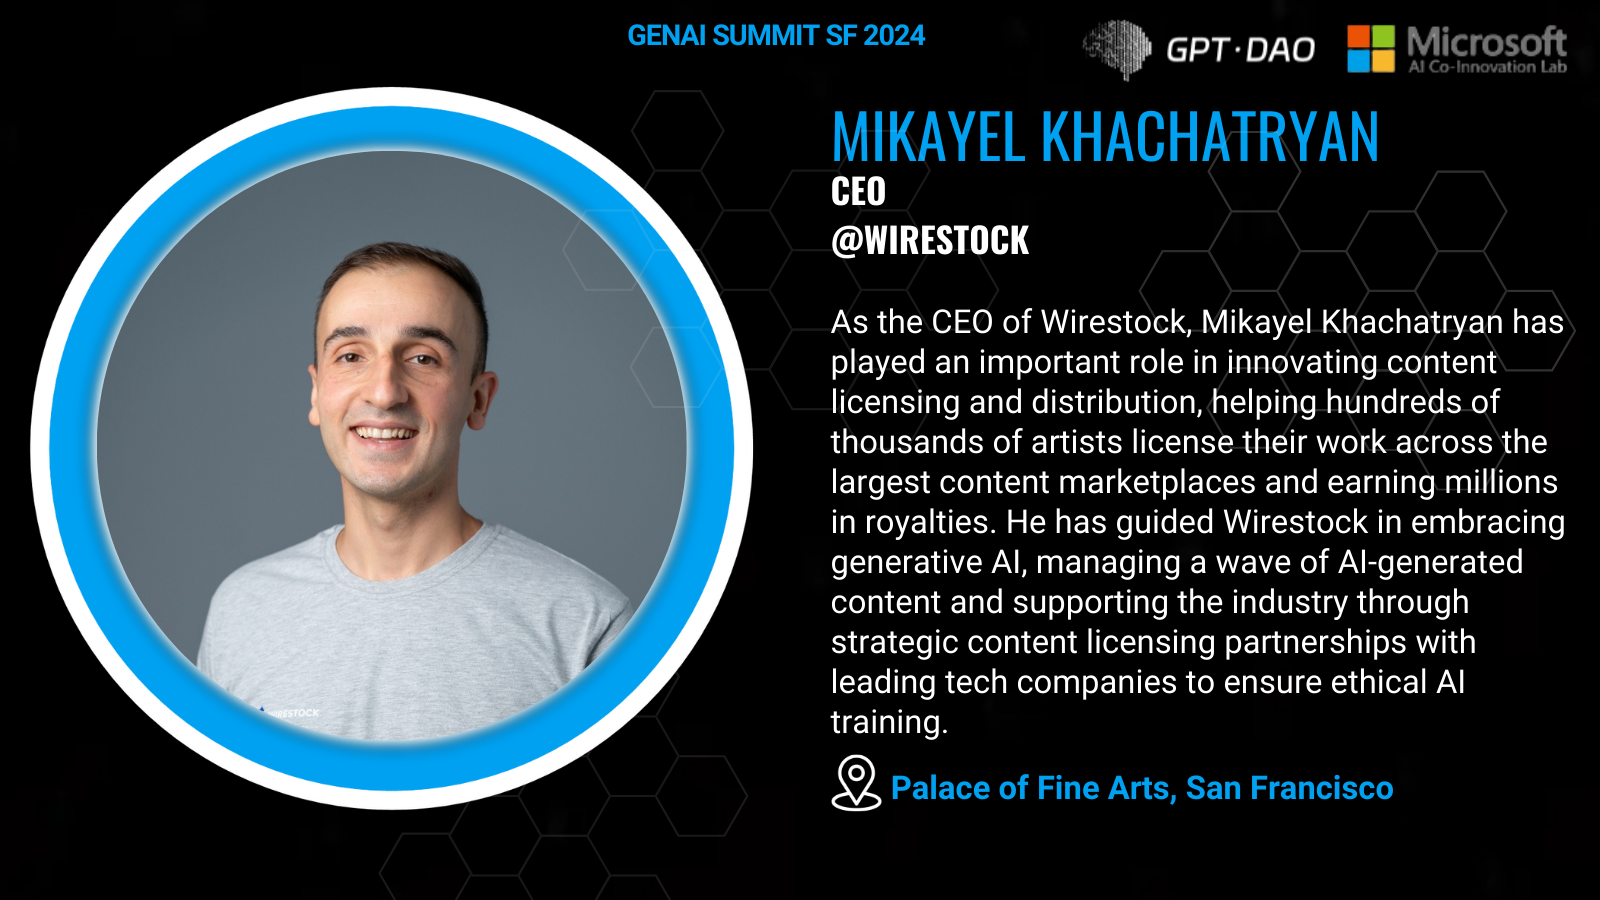 GENAI SUMMIT SF 2024
GPT·DAO
Microsoft
AI Co-Innovation Lab
MIKAYEL KHACHATRYAN
CEO
@WIRESTOCK
As the CEO of Wirestock, Mikayel Khachatryan has
played an important role in innovating content
licensing and distribution, helping hundreds of
thousands of artists license their work across the
largest content marketplaces and earning millions
in royalties. He has guided Wirestock in embracing
generative AI, managing a wave of AI-generated
content and supporting the industry through
strategic content licensing partnerships with
leading tech companies to ensure ethical AI
training.
WIRESTOCK
Palace of Fine Arts, San Francisco